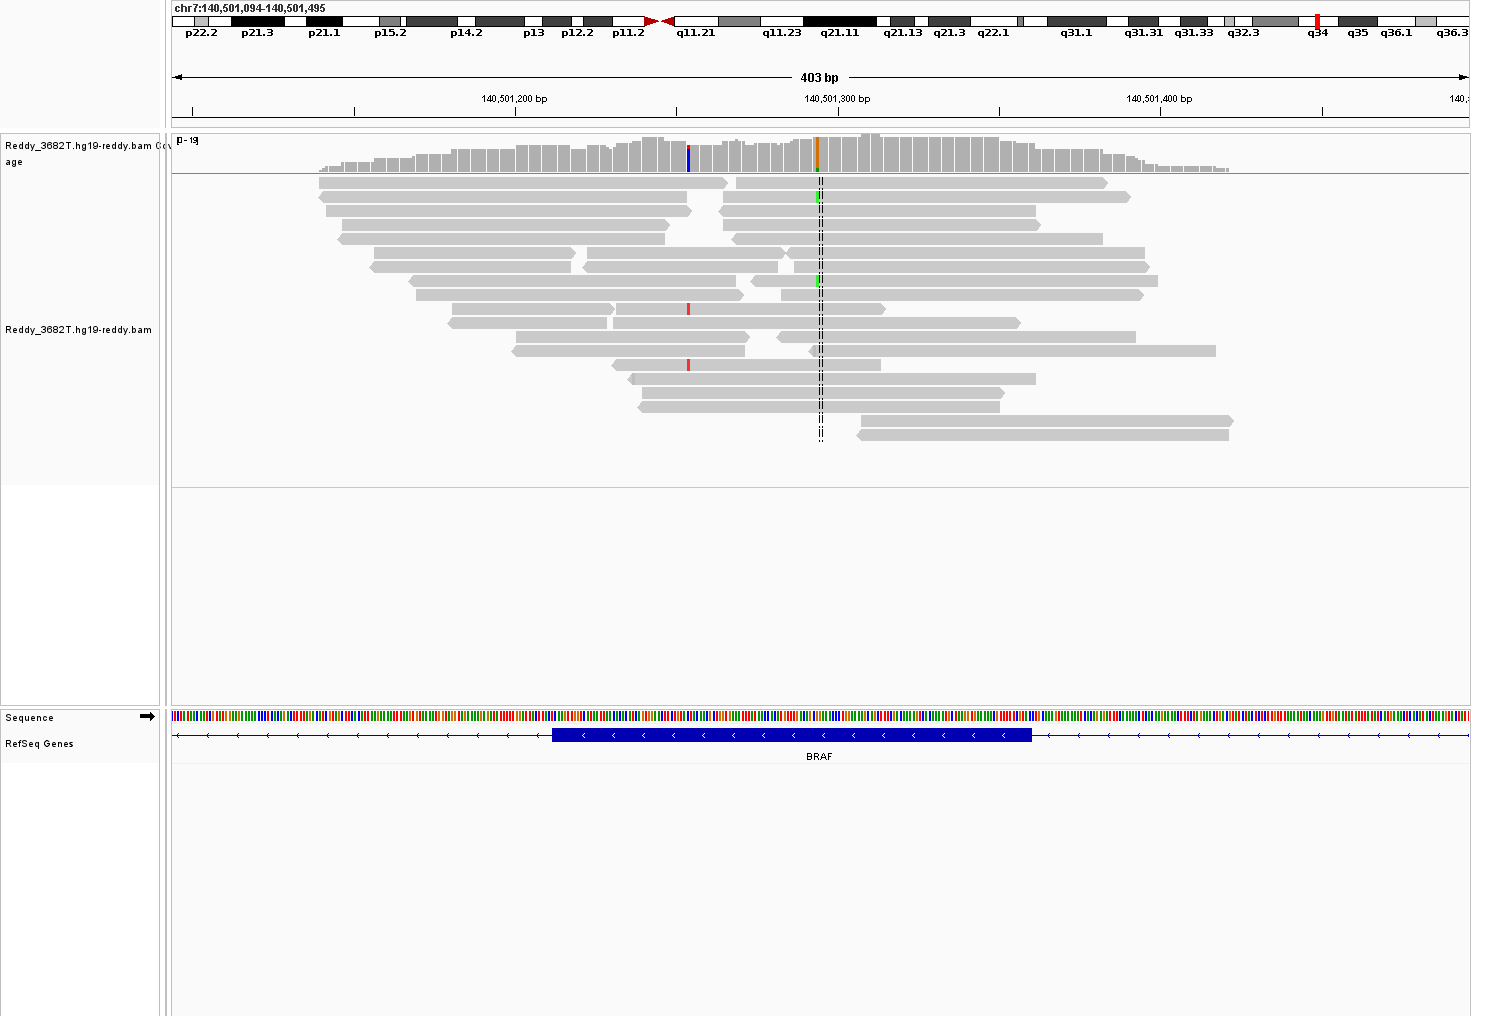 chr7:140,501,094-140,501,495
p22.2 p21.3 p21.1 p15.2 p14.2 p13 p12.2 p11.2 q11.21 q11.23 q21.11 q21.13 q21.3 q22.1 q31.1 q31.31 q31.33 q32.3 q34 q35 q36.1 q36.3
403 bp
140,501,200 bp 140,501,300 bp 140,501,400 bp
Reddy_3682T.hg19-reddy.bam Cov
age
[0 - 19]
Reddy_3682T.hg19-reddy.bam
Sequence
RefSeq Genes
BRAF